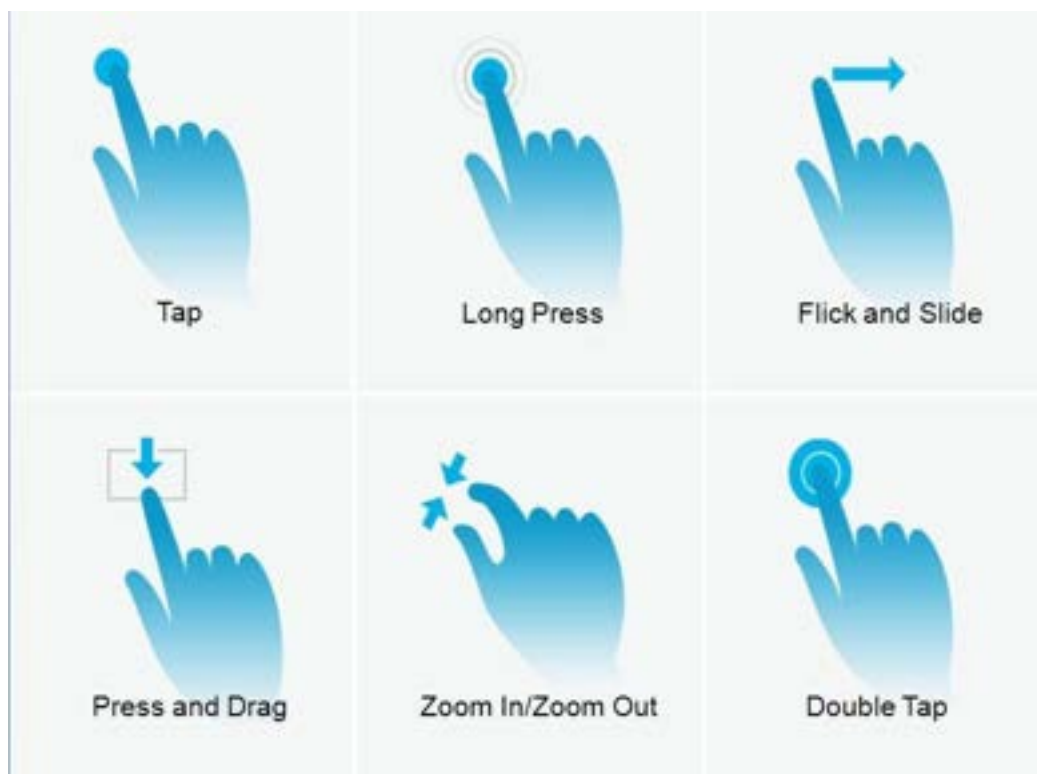 Tap
Long Press
Flick and Slide
Press and Drag
Zoom In/Zoom Out
Double Tap